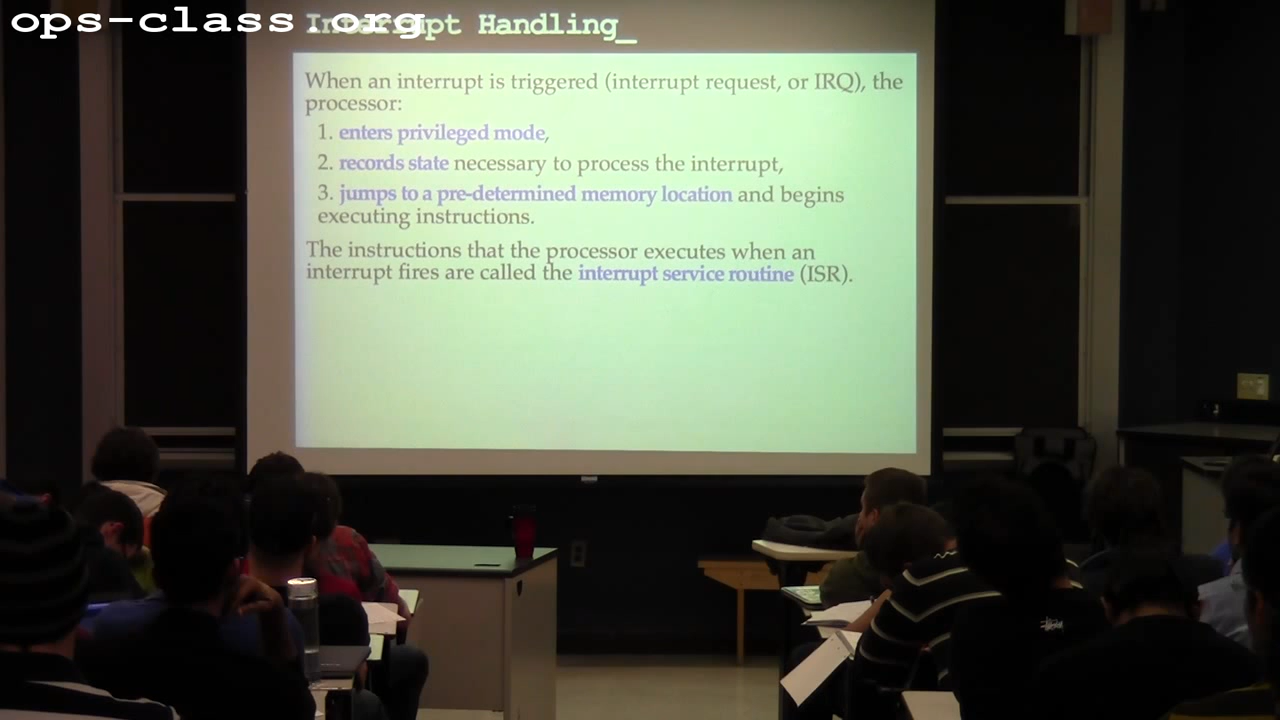 ops-class.org
Interrupt Handling_
When an interrupt is triggered (interrupt request, or IRQ), the
processor:
1. enters privileged mode,
2. records state necessary to process the interrupt,
3. jumps to a pre-determined memory location and begins
executing instructions.
The instructions that the processor executes when an
interrupt fires are called the interrupt service routine (ISR).